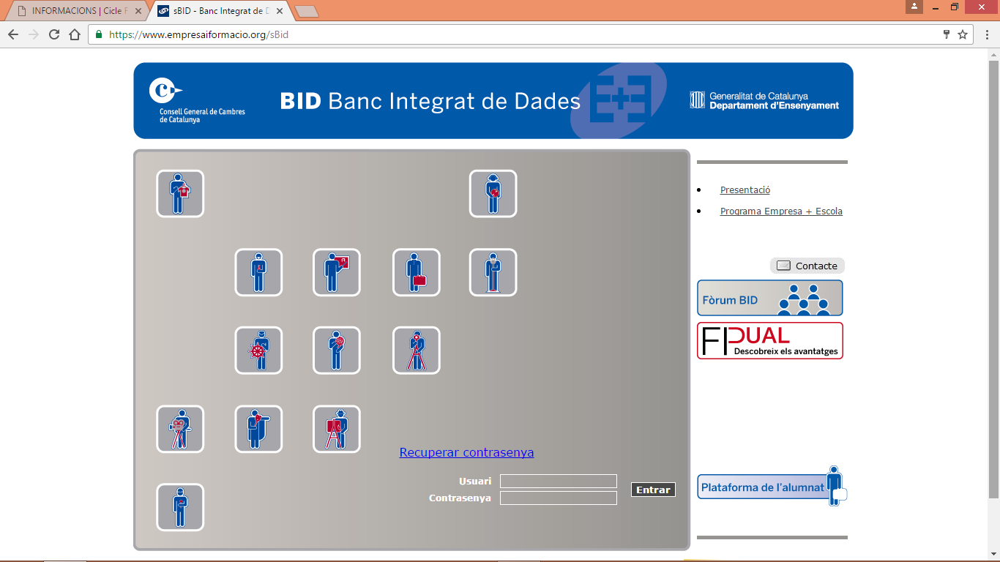 INFORMACIONS | Cicle F
sBID - Banc Integrat de D
https://www.empresaiformacio.org/sBid
Consell General de Cambres
de Catalunya
BID Banc Integrat de Dades
Generalitat de Catalunya
Departament d'Ensenyament
Presentació
Programa Empresa + Escola
Contacte
Fòrum BID
FP DUAL
Descobreix els avantatges
Recuperar contrasenya
Usuari
Contrasenya
Entrar
Plataforma de l'alumnat